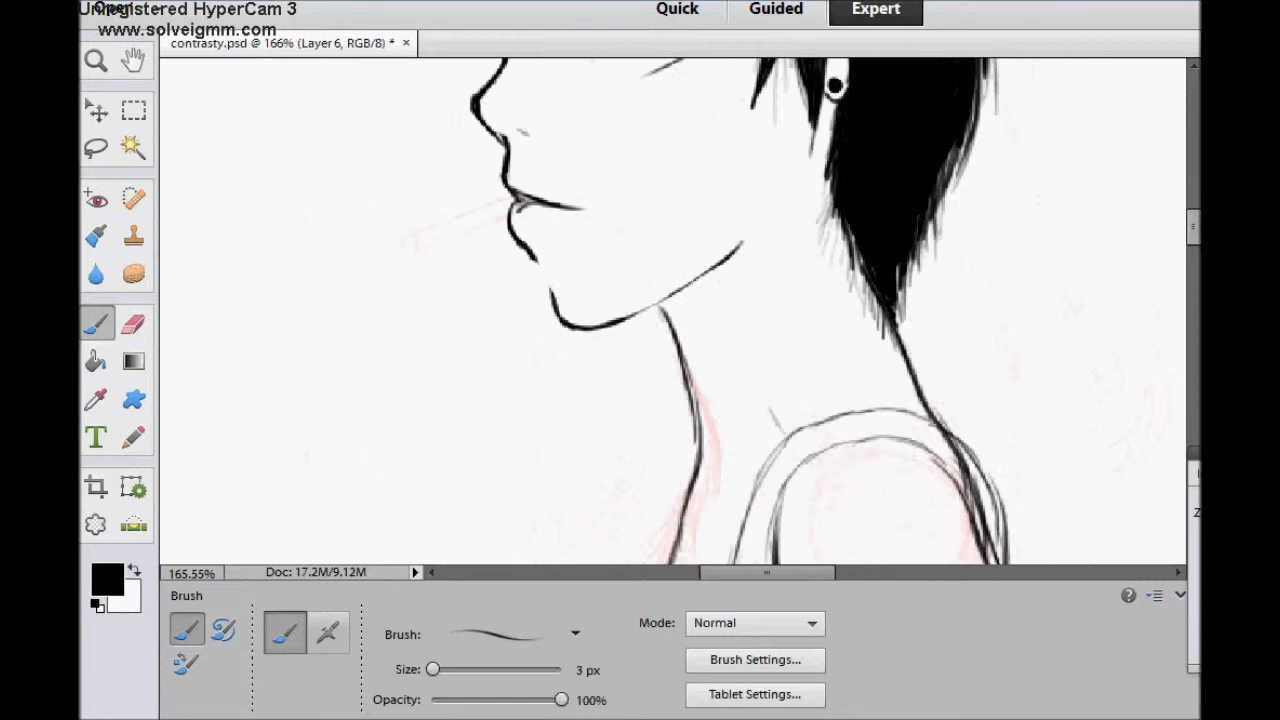 Unregistered HyperCam 3
www.solveigmm.com
Quick Guided Expert
contrasty.psd @ 166% (Layer 6, RGB/8) * ×
T
165.55% Doc: 17.2M/9.12M
Brush
Brush:
Mode: Normal
Size: 3 px
Brush Settings...
Opacity: 100%
Tablet Settings...